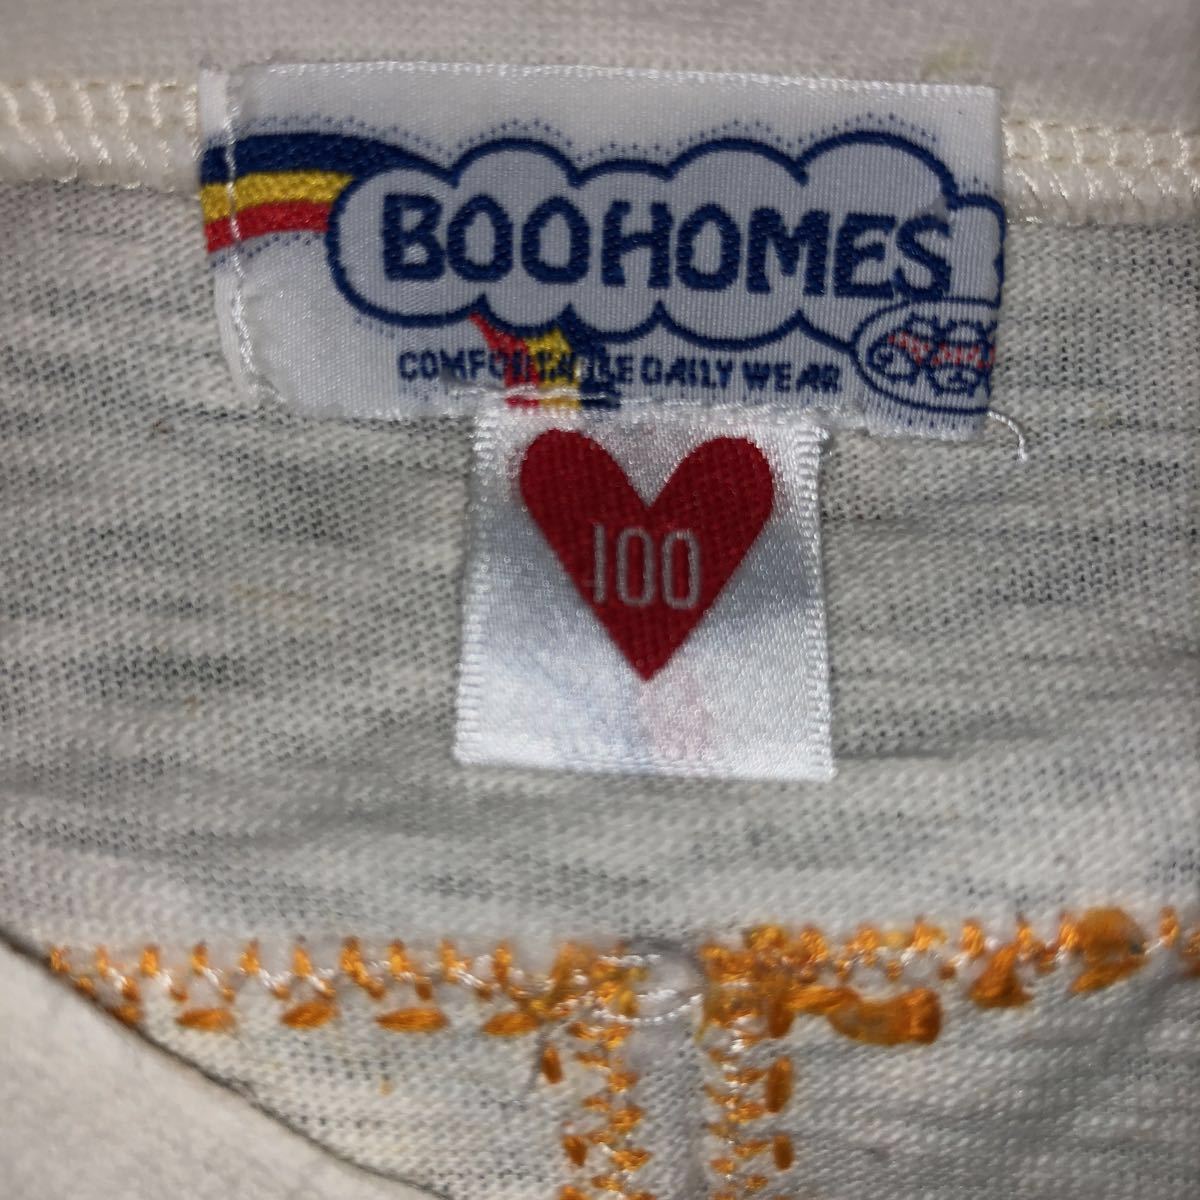 BOOHOMES
COMFORTABLE DAILY WEAR
100